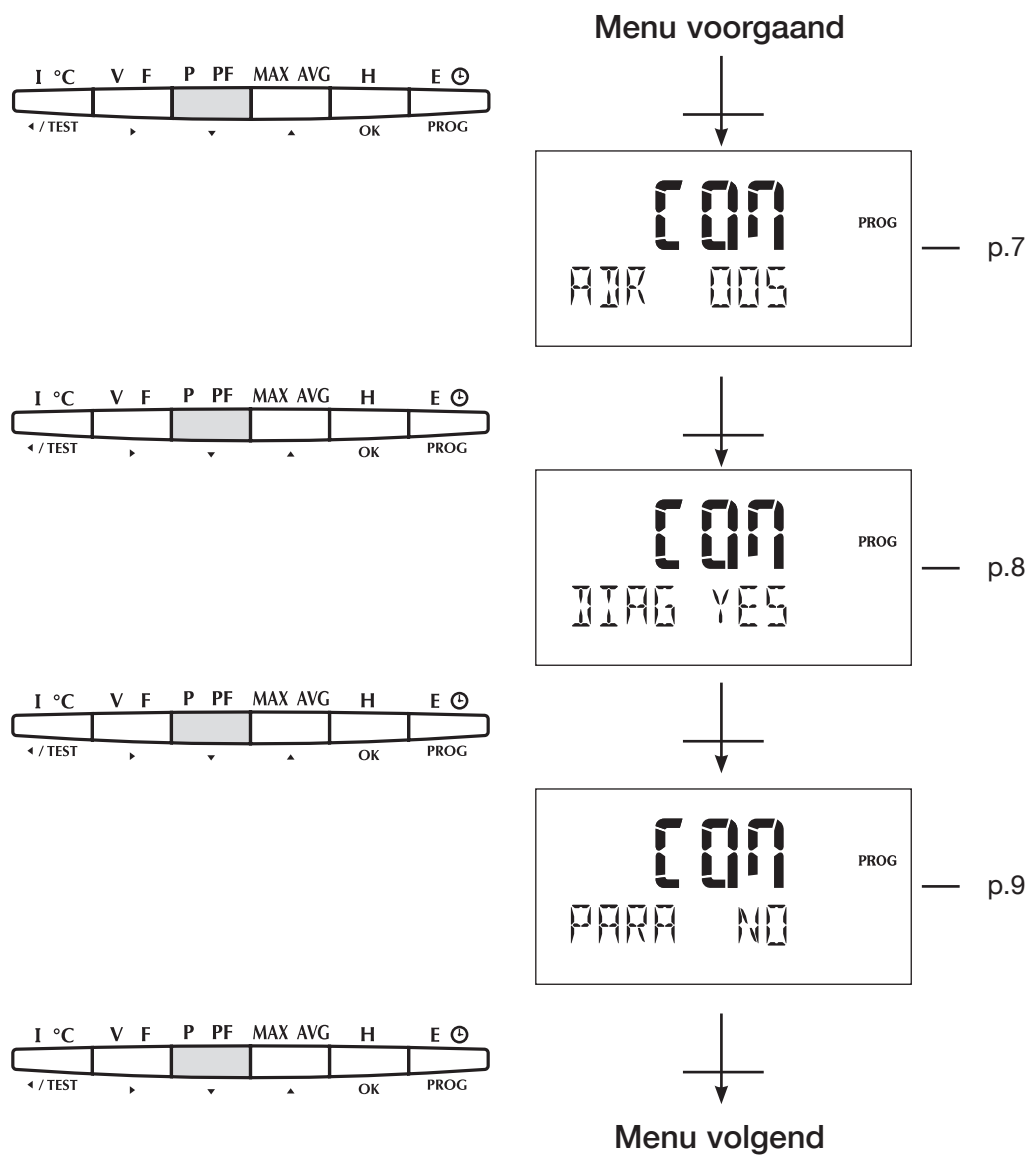 Menu voorgaand
I °C V F P PF MAX AVG H E
/ TEST OK PROG
COM
PROG
p.7
ADR 005
I °C V F P PF MAX AVG H E
/ TEST OK PROG
COM
PROG
p.8
DIAG YES
I °C V F P PF MAX AVG H E
/ TEST OK PROG
COM
PROG
p.9
PARA NO
I °C V F P PF MAX AVG H E
/ TEST OK PROG
Menu volgend